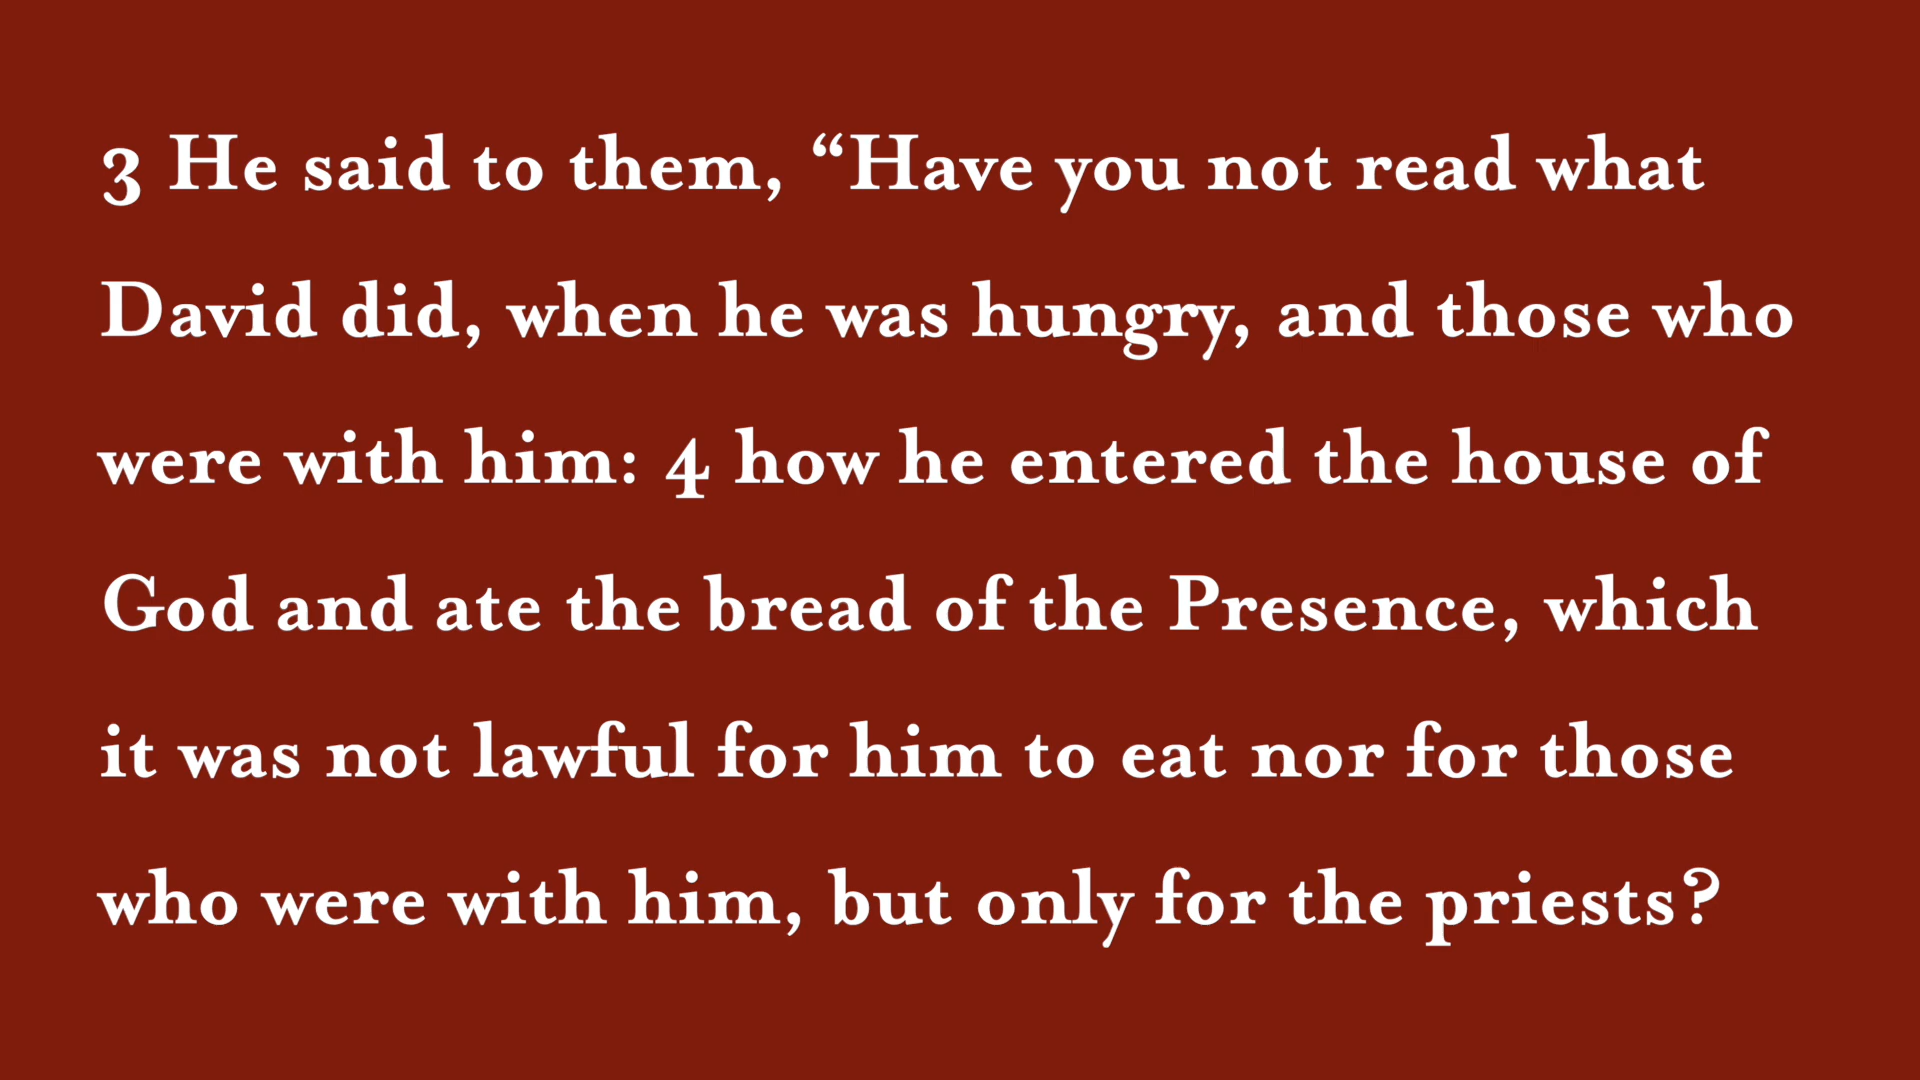 3 He said to them, “Have you not read what
David did, when he was hungry, and those who
were with him: 4 how he entered the house of
God and ate the bread of the Presence, which
it was not lawful for him to eat nor for those
who were with him, but only for the priests?